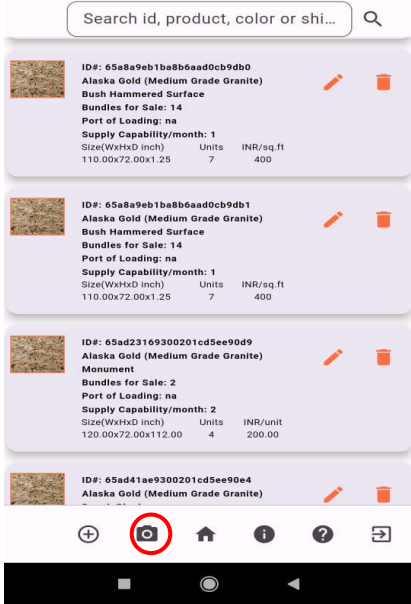 Search id, product, color or shi...
ID#: 65a8a9eb1ba8b6aad0cb9db0
Alaska Gold (Medium Grade Granite)
Bush Hammered Surface
Bundles for Sale: 14
Port of Loading: na
Supply Capability/month: 1
Size(WxHxD inch) Units INR/sq.ft
110.00x72.00x1.25 7 400
ID#: 65a8a9eb1ba8b6aad0cb9db1
Alaska Gold (Medium Grade Granite)
Bush Hammered Surface
Bundles for Sale: 14
Port of Loading: na
Supply Capability/month: 1
Size(WxHxD inch) Units INR/sq.ft
110.00x72.00x1.25 7 400
ID#: 65ad23169300201cd5ee90d9
Alaska Gold (Medium Grade Granite)
Monument
Bundles for Sale: 2
Port of Loading: na
Supply Capability/month: 2
Size(WxHxD inch) Units INR/unit
120.00x72.00x112.00 4 200.00
ID#: 65ad41ae9300201cd5ee90e4
Alaska Gold (Medium Grade Granite)